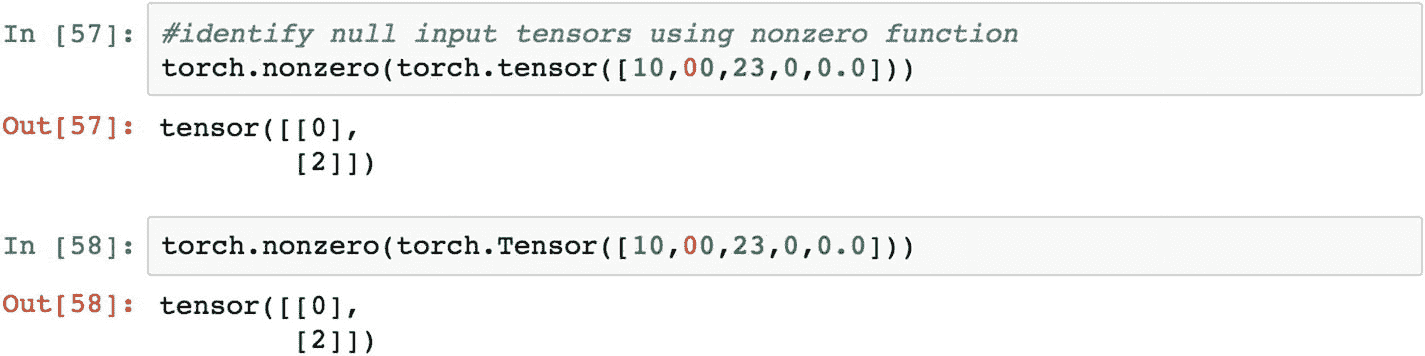 In [57]: #identify null input tensors using nonzero function
torch.nonzero(torch.tensor([10,00,23,0,0.0]))
Out[57]: tensor([[0],
[2]])
In [58]: torch.nonzero(torch.Tensor([10,00,23,0,0.0]))
Out[58]: tensor([[0],
[2]])